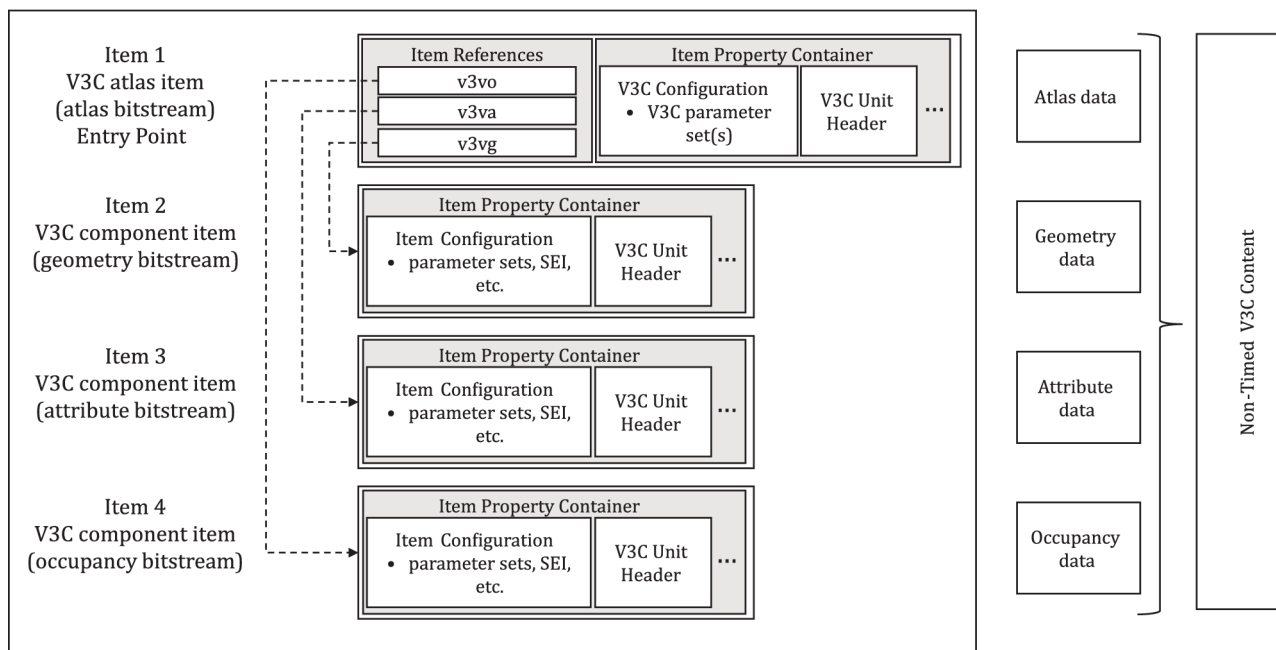 Item 1
V3C atlas item
(atlas bitstream)
Entry Point
Item References
v3vo
v3va
v3vg
Item Property Container
V3C Configuration
• V3C parameter
set(s)
V3C Unit
Header
...
Atlas data
Item 2
V3C component item
(geometry bitstream)
Item Property Container
Item Configuration
• parameter sets, SEI,
etc.
V3C Unit
Header
...
Geometry
data
Item 3
V3C component item
(attribute bitstream)
Item Property Container
Item Configuration
• parameter sets, SEI,
etc.
V3C Unit
Header
...
Attribute
data
Item 4
V3C component item
(occupancy bitstream)
Item Property Container
Item Configuration
• parameter sets, SEI,
etc.
V3C Unit
Header
...
Occupancy
data
Non-Timed V3C Content